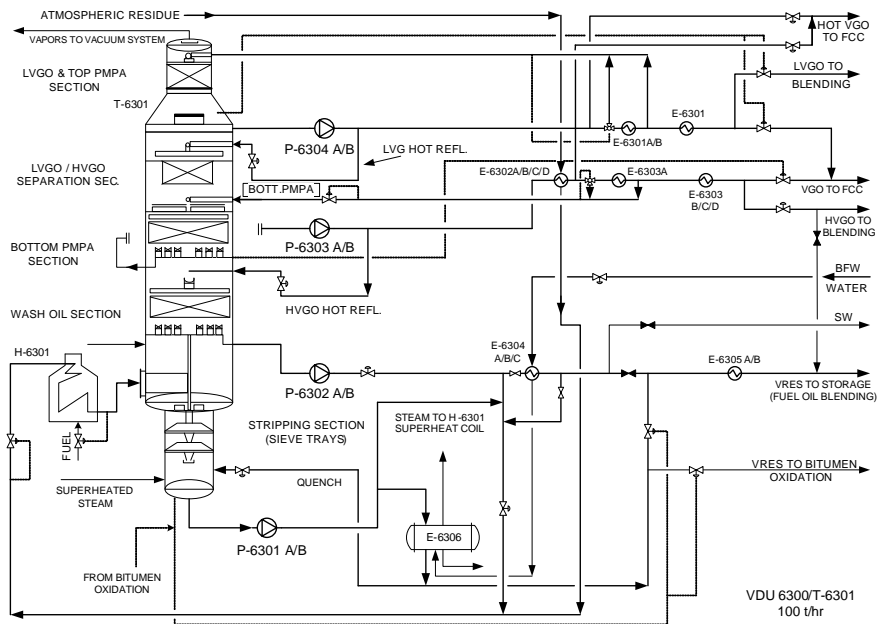 ATMOSPHERIC RESIDUE
HOT VGO
TO FCC
VAPORS TO VACUUM SYSTEM
LVGO & TOP PMPA
SECTION
LVGO TO
BLENDING
T-6301
E-6301
P-6304 A/B
E-6301A/B
LVG HOT REFL.
LVGO / HVGO
SEPARATION SEC.
E-6302A/B/C/D
E-6303A
E-6303
B/C/D
[BOTT.PMPA]
VGO TO FCC
HVGO TO
BLENDING
P-6303 A/B
BOTTOM PMPA
SECTION
BFW
WATER
HVGO HOT REFL.
WASH OIL SECTION
SW
E-6304
A/B/C
H-6301
E-6305 A/B
P-6302 A/B
VRES TO STORAGE
(FUEL OIL BLENDING)
STRIPPING SECTION
(SIEVE TRAYS)
STEAM TO H-6301
SUPERHEAT COIL
FUEL
VRES TO BITUMEN
OXIDATION
QUENCH
SUPERHEATED
STEAM
E-6306
P-6301 A/B
FROM BITUMEN
OXIDATION
VDU 6300/T-6301
100 t/hr